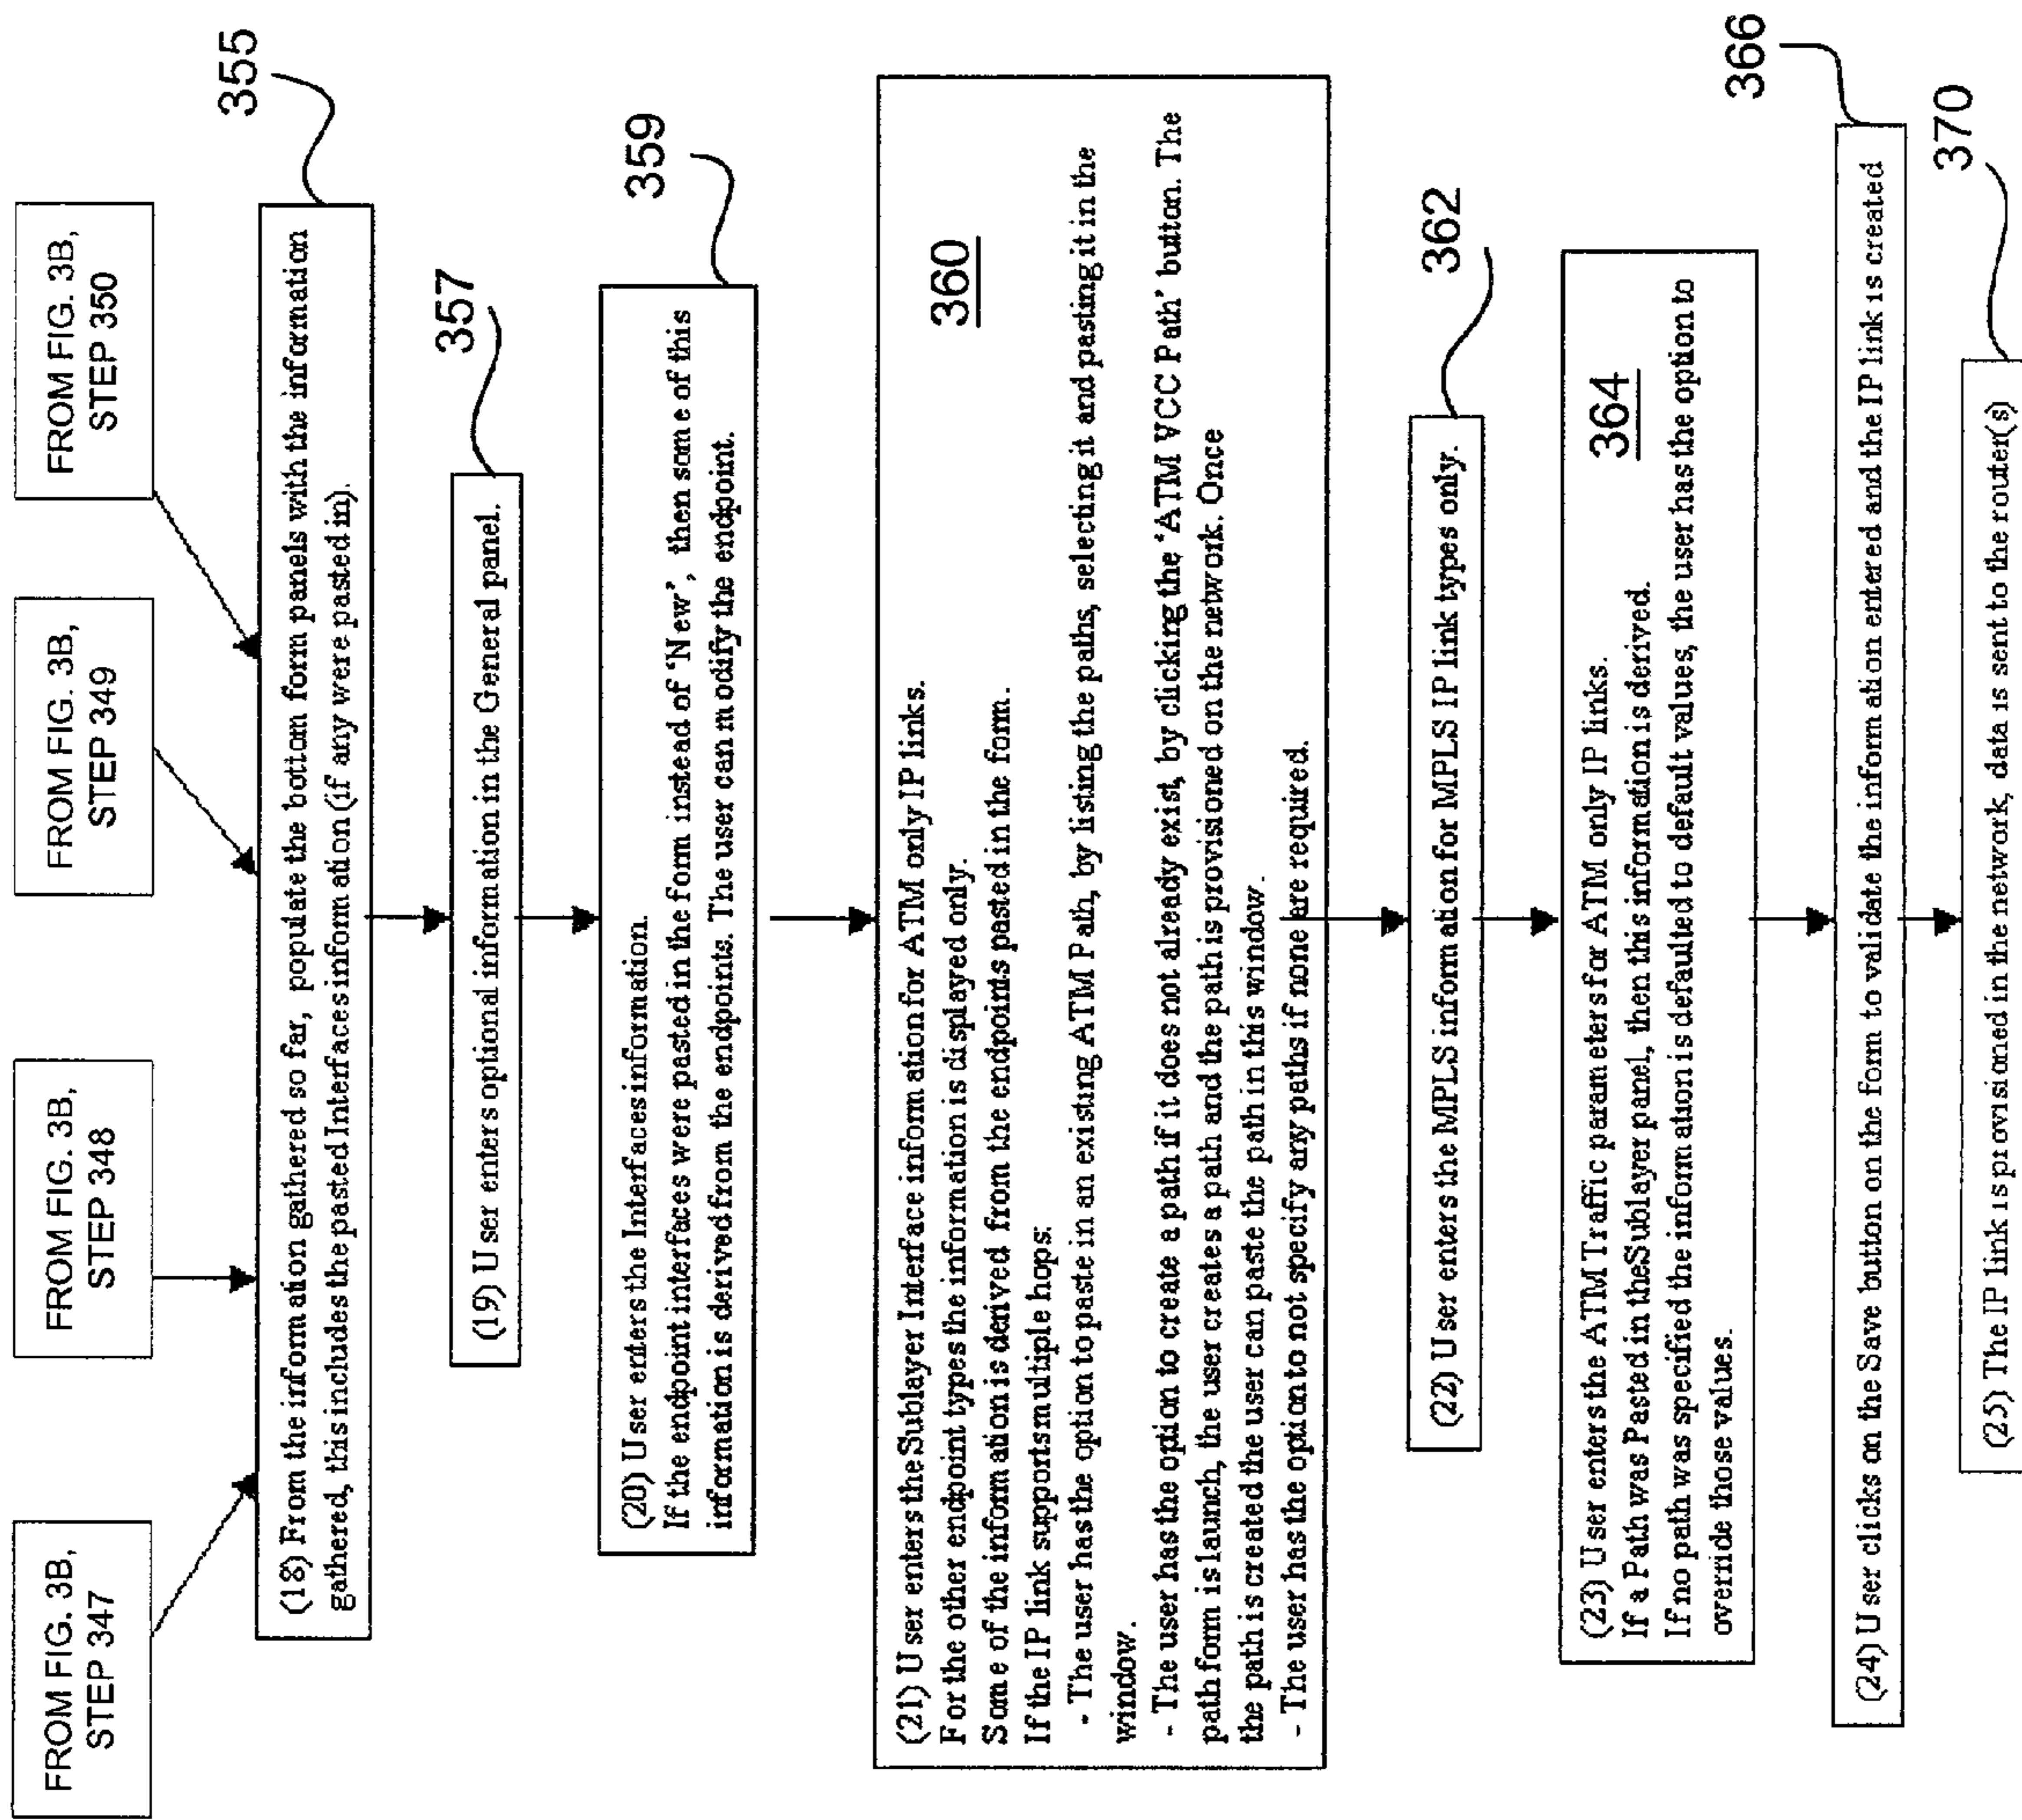 FROM FIG. 3B,
STEP 347
FROM FIG. 3B,
STEP 348
FROM FIG. 3B,
STEP 349
FROM FIG. 3B,
STEP 350
355
(18) From the information gathered so far, populate the bottom form panels with the information
gathered, this includes the pasted Interfaces information (if any were pasted in).
357
(19) User enters optional information in the General panel.
359
(20) User enters the Interfaces information.
If the endpoint interfaces were pasted in the form instead of 'New', then some of this
information is derived from the endpoints. The user can modify the endpoint.
360
(21) User enters the Sublayer Interface information for ATM only IP links.
For the other endpoint types the information is displayed only.
Some of the information is derived from the endpoints pasted in the form.
If the IP link supports multiple hops:
- The user has the option to paste in an existing ATM Path, by listing the paths, selecting it and pasting it in the
window.
- The user has the option to create a path if it does not already exist, by clicking the 'ATM VCC Path' button. The
path form is launch, the user creates a path and the path is provisioned on the network. Once
the path is created the user can paste the path in this window.
- The user has the option to not specify any paths if none are required.
362
(22) User enters the MPLS information for MPLS IP link types only.
364
(23) User enters the ATM Traffic parameters for ATM only IP links.
If a Path was Pasted in the Sublayer panel, then this information is derived.
If no path was specified the information is defaulted to default values, the user has the option to
override those values.
366
(24) User clicks on the Save button on the form to validate the information entered and the IP link is created
370
(25) The IP link is provisioned in the network, data is sent to the router(s)